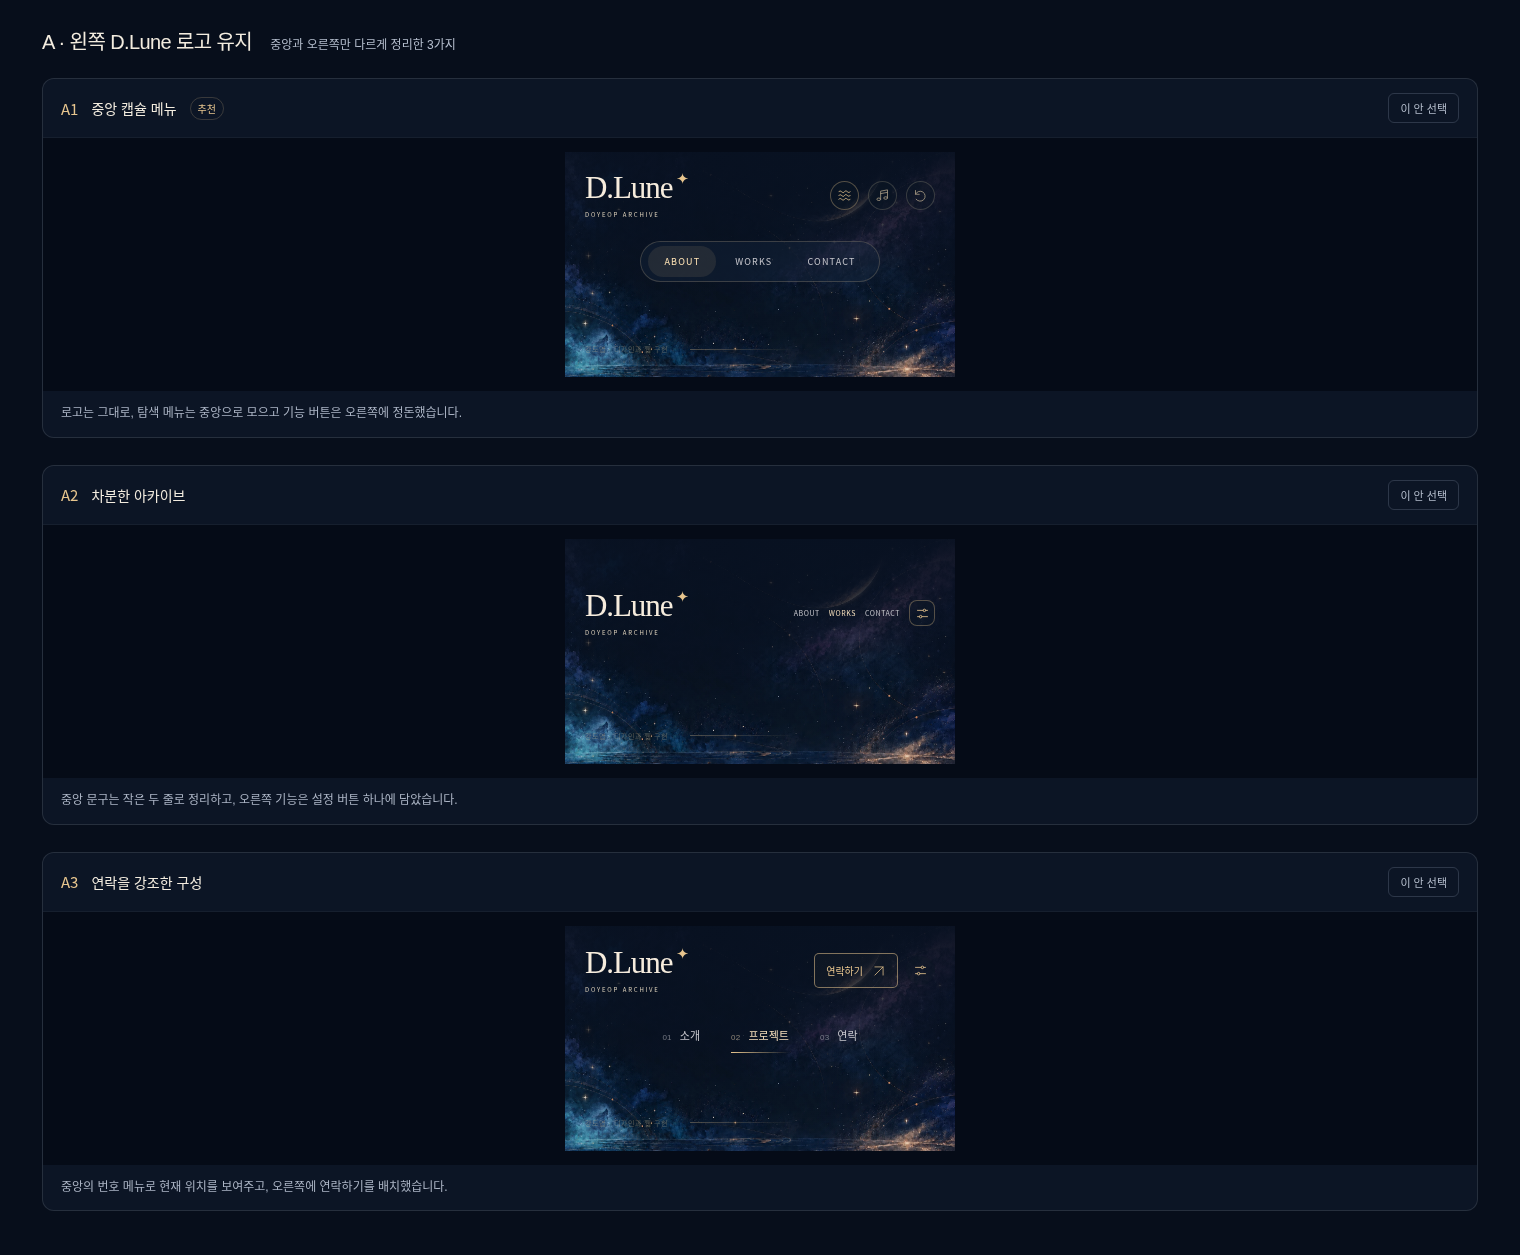 A · 왼쪽 D.Lune 로고 유지 중앙과 오른쪽만 다르게 정리한 3가지
A1 중앙 캡슐 메뉴 추천 이 안 선택
D.Lune
DOYEOP ARCHIVE
ABOUT WORKS CONTACT
로고는 그대로, 탐색 메뉴는 중앙으로 모으고 기능 버튼은 오른쪽에 정돈했습니다.
A2 차분한 아카이브 이 안 선택
D.Lune
ABOUT WORKS CONTACT
DOYEOP ARCHIVE
중앙 문구는 작은 두 줄로 정리하고, 오른쪽 기능은 설정 버튼 하나에 담았습니다.
A3 연락을 강조한 구성 이 안 선택
D.Lune 연락하기
DOYEOP ARCHIVE
01 소개 02 프로젝트 03 연락
중앙의 번호 메뉴로 현재 위치를 보여주고, 오른쪽에 연락하기를 배치했습니다.